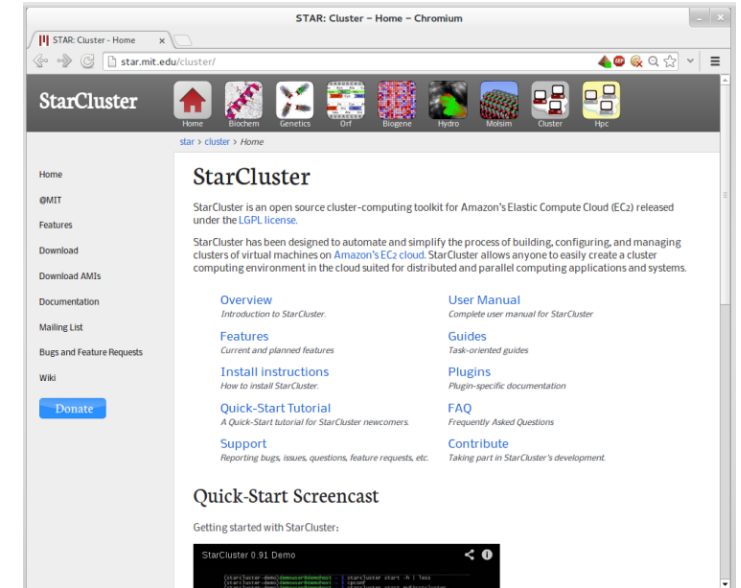 STAR: Cluster – Home – Chromium
STAR: Cluster - Home
star.mit.edu/cluster/
StarCluster
Home Biochem Genetics Orf Biogene Hydro Molsim Cluster Hpc
star > cluster > Home
Home
@MIT
Features
Download
Download AMIs
Documentation
Mailing List
Bugs and Feature Requests
Wiki
Donate
StarCluster
StarCluster is an open source cluster-computing toolkit for Amazon's Elastic Compute Cloud (EC2) released
under the LGPL license.
StarCluster has been designed to automate and simplify the process of building, configuring, and managing
clusters of virtual machines on Amazon's EC2 cloud. StarCluster allows anyone to easily create a cluster
computing environment in the cloud suited for distributed and parallel computing applications and systems.
Overview
Introduction to StarCluster.
Features
Current and planned features
Install instructions
How to install StarCluster.
Quick-Start Tutorial
A Quick-Start tutorial for StarCluster newcomers.
Support
Reporting bugs, issues, questions, feature requests, etc.
User Manual
Complete user manual for StarCluster
Guides
Task-oriented guides
Plugins
Plugin-specific documentation
FAQ
Frequently Asked Questions
Contribute
Taking part in StarCluster's development.
Quick-Start Screencast
Getting started with StarCluster:
StarCluster 0.91 Demo